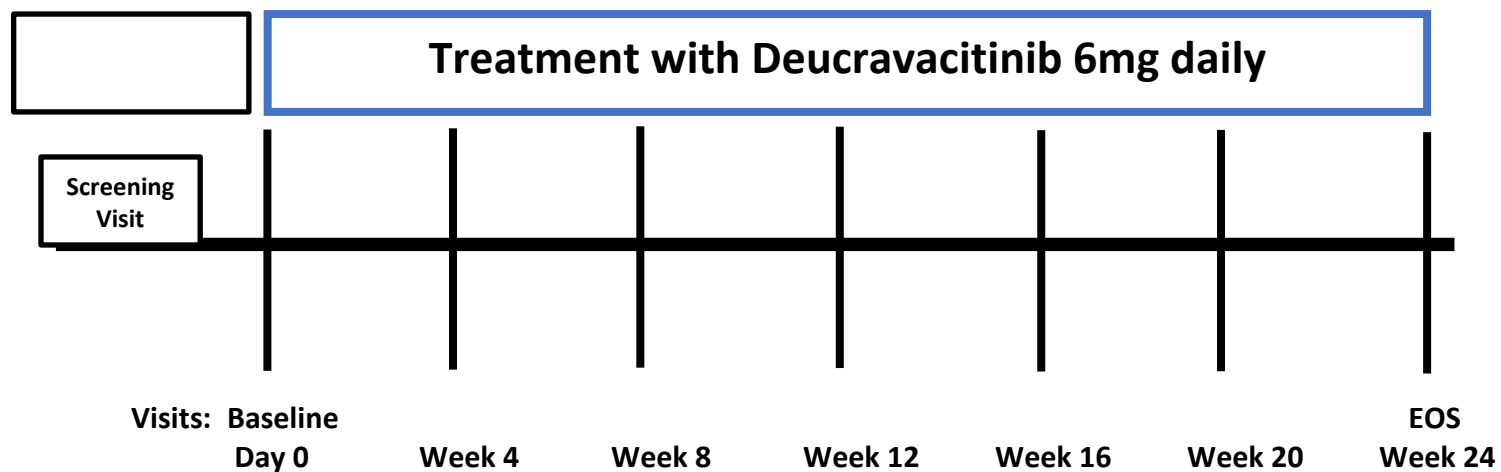 Treatment with Deucravacitinib 6mg daily
Screening
Visit
Visits: Baseline EOS
Day 0 Week 4 Week 8 Week 12 Week 16 Week 20 Week 24